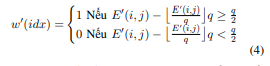 w'(idx) = { 1 Nếu E'(i, j) − ⌊E'(i,j)/q⌋ q ≥ q/2
0 Nếu E'(i, j) − ⌊E'(i,j)/q⌋ q < q/2
(4)